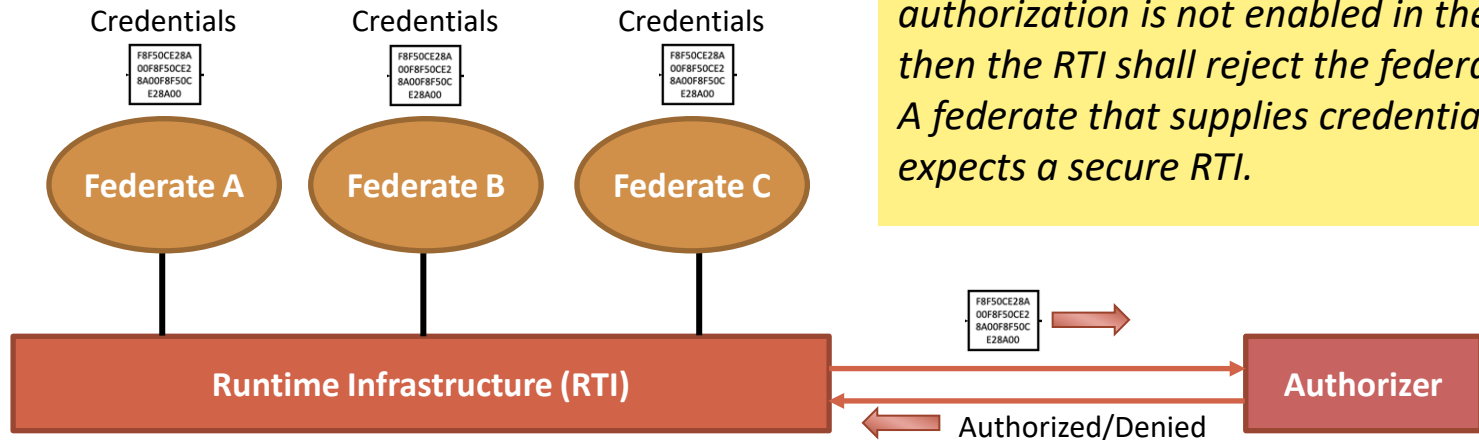 Credentials
Credentials
Credentials
F8F50CE28A
00F8F50CE2
8A00F8F50C
E28A00
F8F50CE28A
00F8F50CE2
8A00F8F50C
E28A00
F8F50CE28A
00F8F50CE2
8A00F8F50C
E28A00
authorization is not enabled in the
then the RTI shall reject the federa
A federate that supplies credentia
expects a secure RTI.
Federate A
Federate B
Federate C
F8F50CE28A
00F8F50CE2
8A00F8F50C
E28A00
Runtime Infrastructure (RTI)
Authorizer
Authorized/Denied